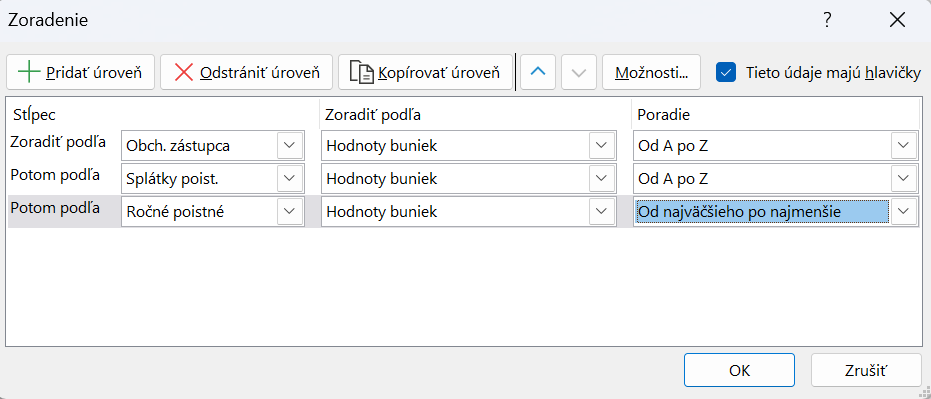 Zoradenie ?
Pridať úroveň Odstrániť úroveň Kopírovať úroveň Možnosti... Tieto údaje majú hlavičky
Stĺpec Zoradiť podľa Poradie
Zoradiť podľa Obch. zástupca Hodnoty buniek Od A po Z
Potom podľa Splátky poist. Hodnoty buniek Od A po Z
Potom podľa Ročné poistné Hodnoty buniek Od najväčšieho po najmenšie
OK Zrušiť